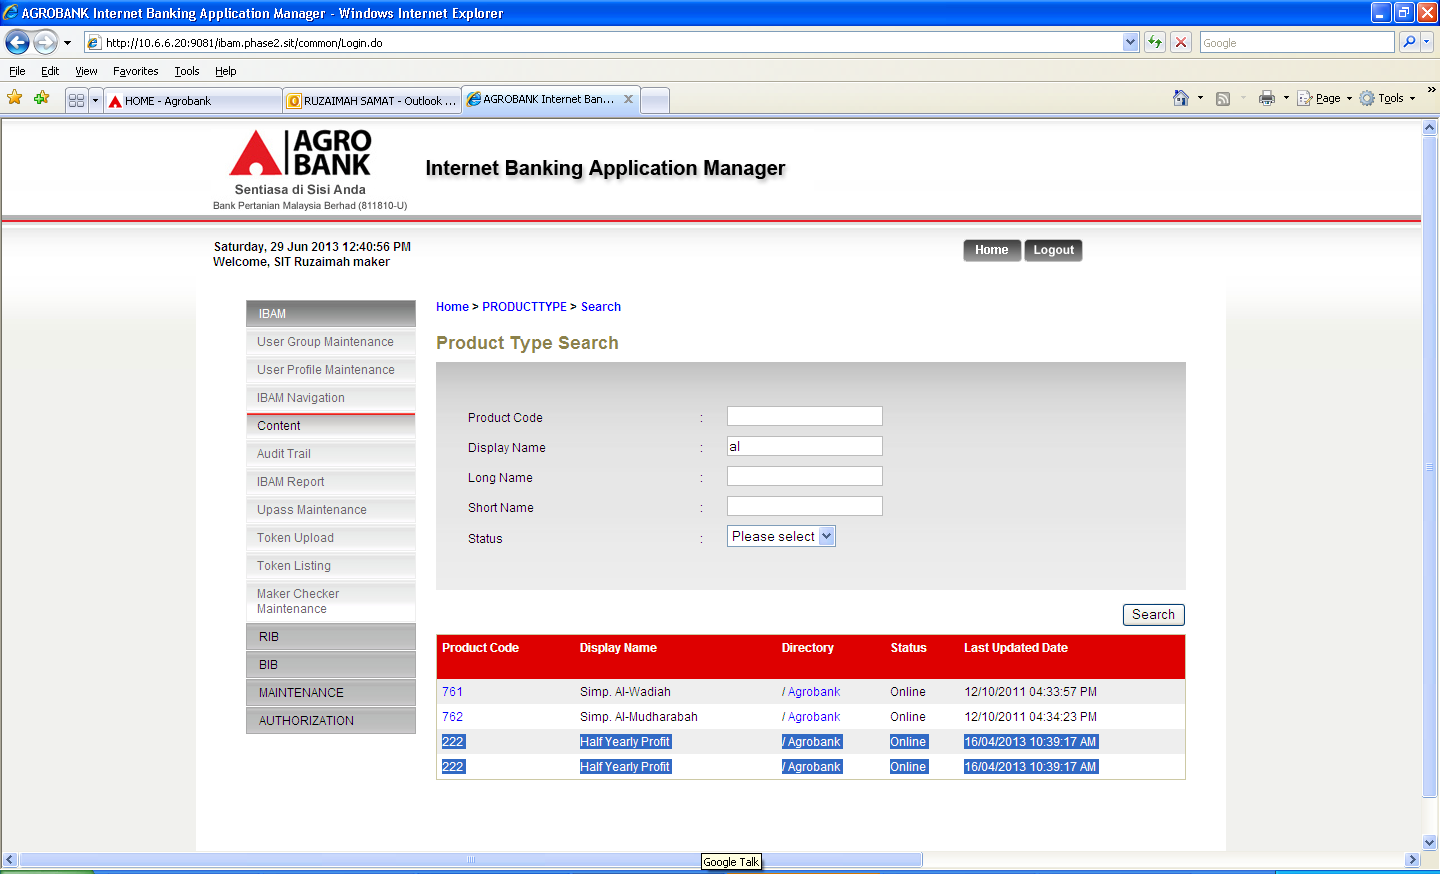 AGROBANK Internet Banking Application Manager - Windows Internet Explorer
http://10.6.6.20:9081/ibam.phase2.sit/common/Login.do
Google
File Edit View Favorites Tools Help
HOME - Agrobank
RUZAIMAH SAMAT - Outlook ...
AGROBANK Internet Ban...
Page
Tools
»
AGRO
BANK
Sentiasa di Sisi Anda
Bank Pertanian Malaysia Berhad (811810-U)
Internet Banking Application Manager
Saturday, 29 Jun 2013 12:40:56 PM
Welcome, SIT Ruzaimah maker
Home
Logout
IBAM
User Group Maintenance
User Profile Maintenance
IBAM Navigation
Content
Audit Trail
IBAM Report
Upass Maintenance
Token Upload
Token Listing
Maker Checker
Maintenance
RIB
BIB
MAINTENANCE
AUTHORIZATION
Home > PRODUCTTYPE > Search
Product Type Search
Product Code :
Display Name : al
Long Name :
Short Name :
Status : Please select
Search
Product Code Display Name Directory Status Last Updated Date
761 Simp. Al-Wadiah / Agrobank Online 12/10/2011 04:33:57 PM
762 Simp. Al-Mudharabah / Agrobank Online 12/10/2011 04:34:23 PM
222 Half Yearly Profit / Agrobank Online 16/04/2013 10:39:17 AM
222 Half Yearly Profit / Agrobank Online 16/04/2013 10:39:17 AM
Google Talk